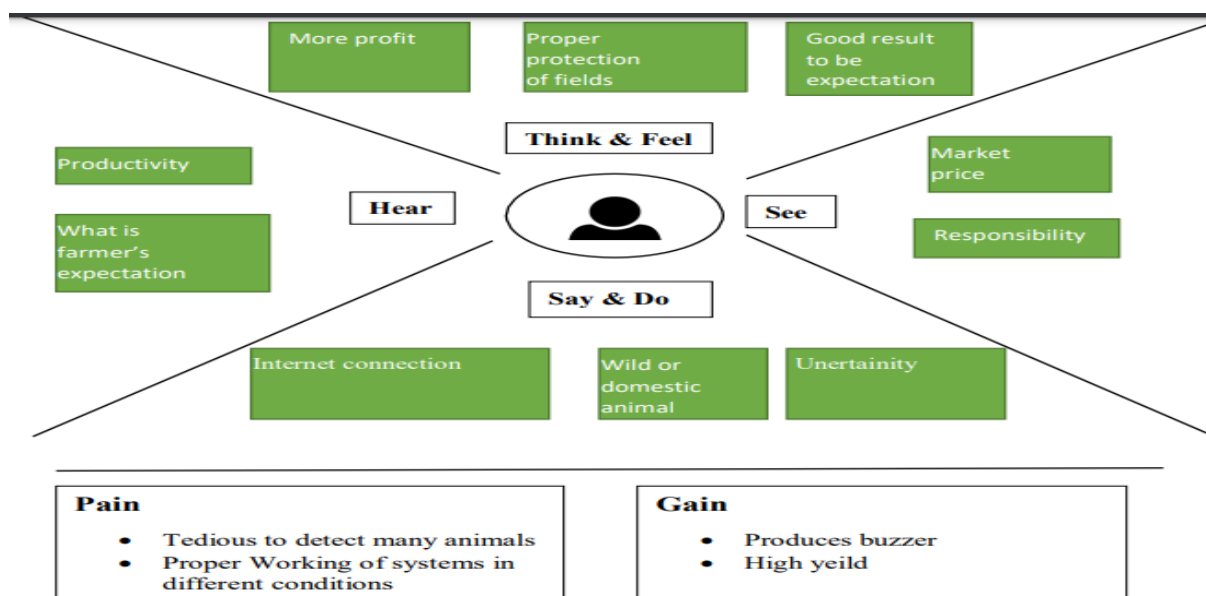 More profit
Proper
protection
of fields
Good result
to be
expectation
Think & Feel
Productivity
Hear
What is
farmer's
expectation
See
Market
price
Responsibility
Say & Do
Internet connection
Wild or
domestic
animal
Unertainity
Pain
• Tedious to detect many animals
• Proper Working of systems in
different conditions
Gain
• Produces buzzer
• High yeild